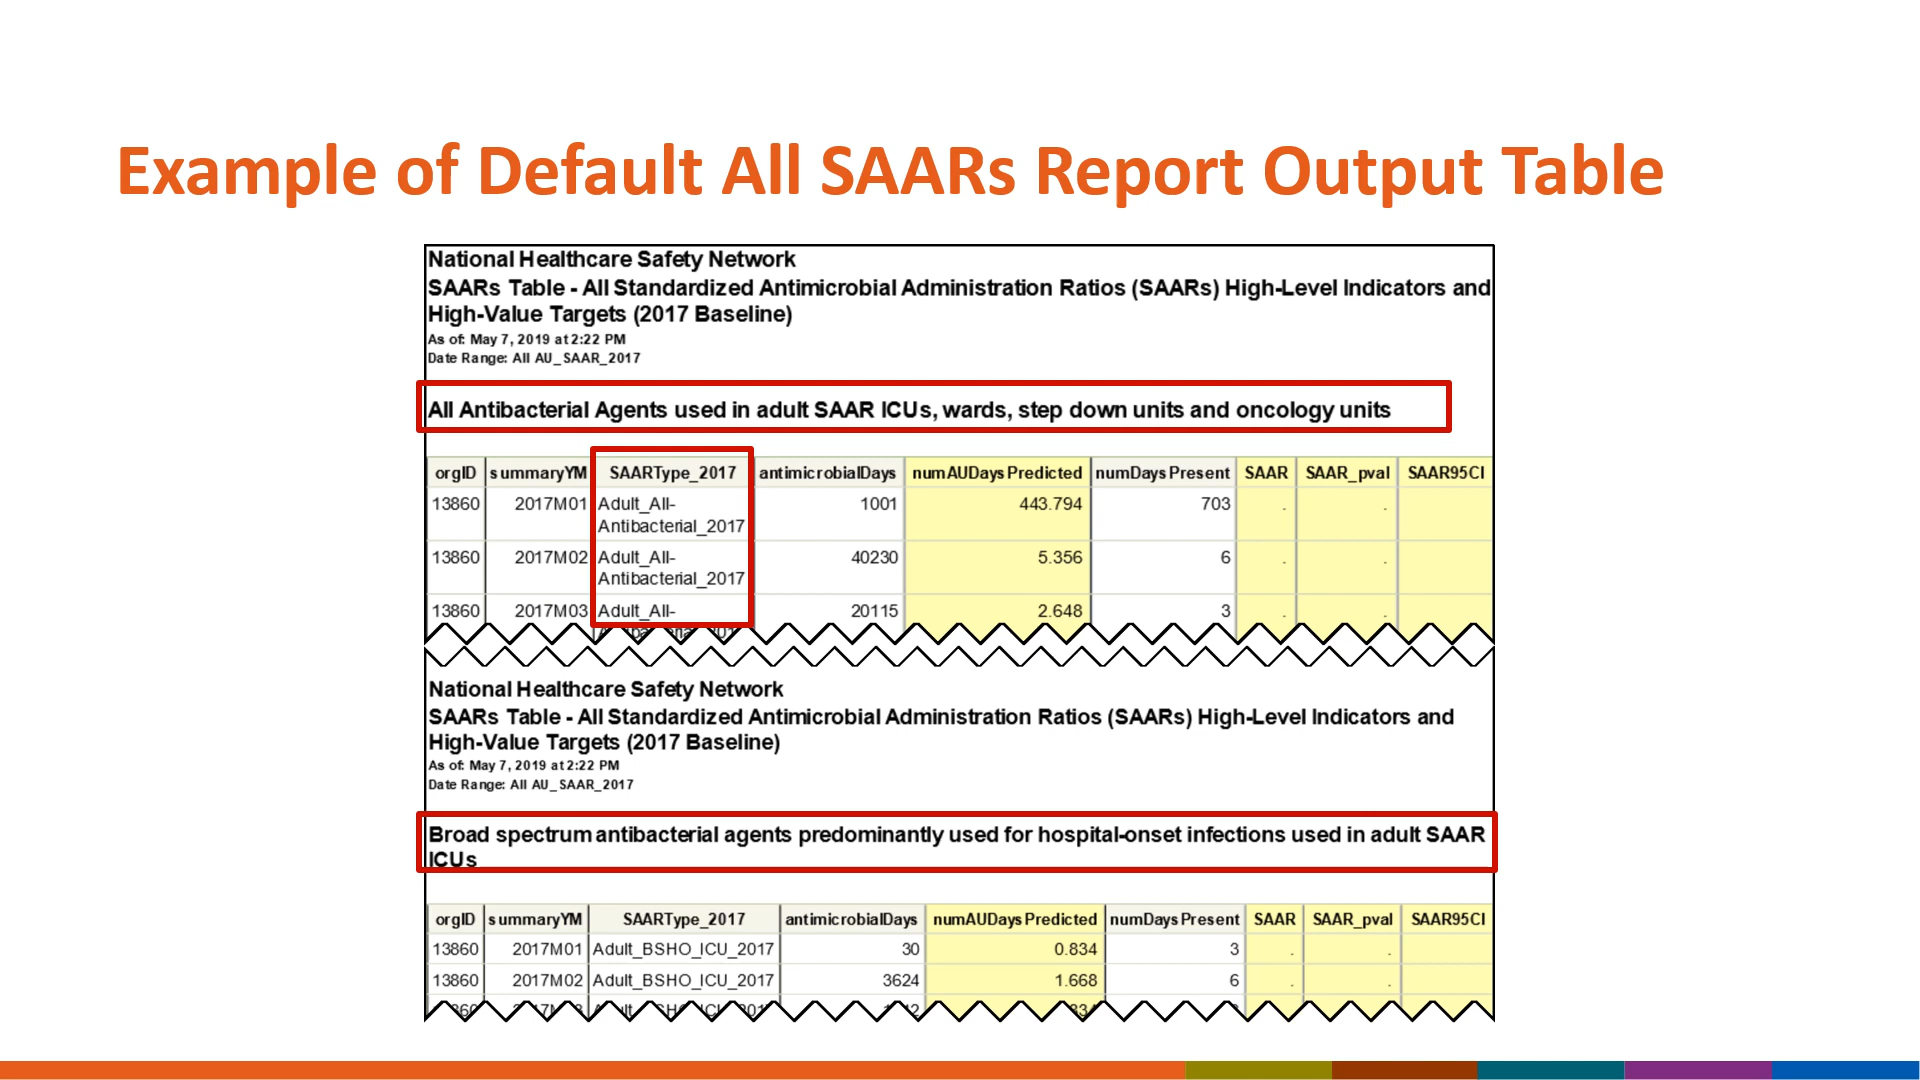 Example of Default All SAARs Report Output Table
National Healthcare Safety Network
SAARs Table - All Standardized Antimicrobial Administration Ratios (SAARs) High-Level Indicators and
High-Value Targets (2017 Baseline)
As of: May 7, 2019 at 2:22 PM
Date Range: All AU_SAAR_2017
All Antibacterial Agents used in adult SAAR ICUs, wards, step down units and oncology units
orgID summaryYM SAARType_2017 antimicrobialDays numAUDaysPredicted numDaysPresent SAAR SAAR_pval SAAR95CI
13860 2017M01 Adult_All- 1001 443.794 703 . .
Antibacterial_2017
13860 2017M02 Adult_All- 40230 5.356 6 . .
Antibacterial_2017
13860 2017M03 Adult_All- 20115 2.648 3 . .
National Healthcare Safety Network
SAARs Table - All Standardized Antimicrobial Administration Ratios (SAARs) High-Level Indicators and
High-Value Targets (2017 Baseline)
As of: May 7, 2019 at 2:22 PM
Date Range: All AU_SAAR_2017
Broad spectrum antibacterial agents predominantly used for hospital-onset infections used in adult SAAR
ICUs
orgID summaryYM SAARType_2017 antimicrobialDays numAUDaysPredicted numDaysPresent SAAR SAAR_pval SAAR95CI
13860 2017M01 Adult_BSHO_ICU_2017 30 0.834 3 . .
13860 2017M02 Adult_BSHO_ICU_2017 3624 1.668 6 . .